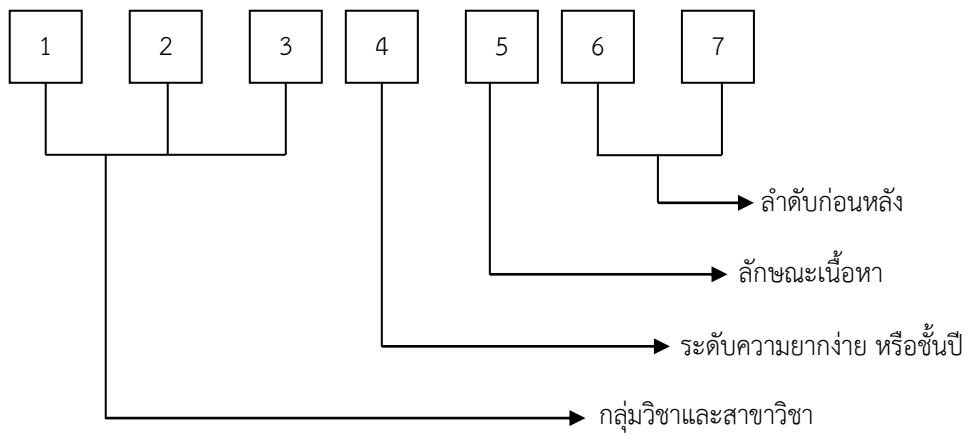 1 2 3 4 5 6 7
ลำดับก่อนหลัง
ลักษณะเนื้อหา
ระดับความยากง่าย หรือชั้นปี
กลุ่มวิชาและสาขาวิชา